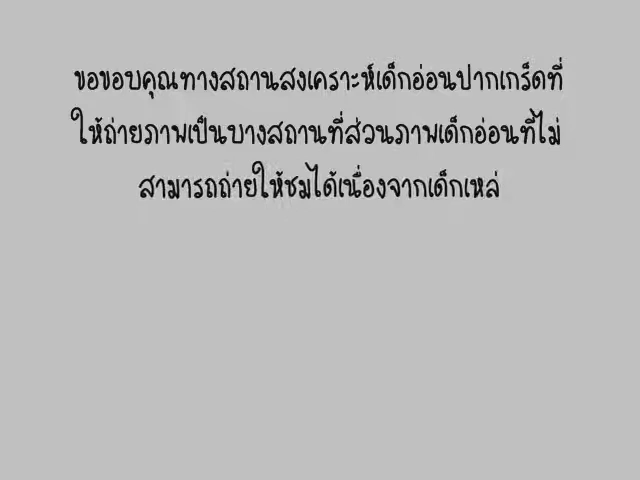 ขอขอบคุณทางสถานสงเคราะห์เด็กอ่อนปากเกร็ดที่
ให้ถ่ายภาพเป็นบางสถานที่ส่วนภาพเด็กอ่อนที่ไม่
สามารถถ่ายให้ชมได้เนื่องจากเด็กเหล่